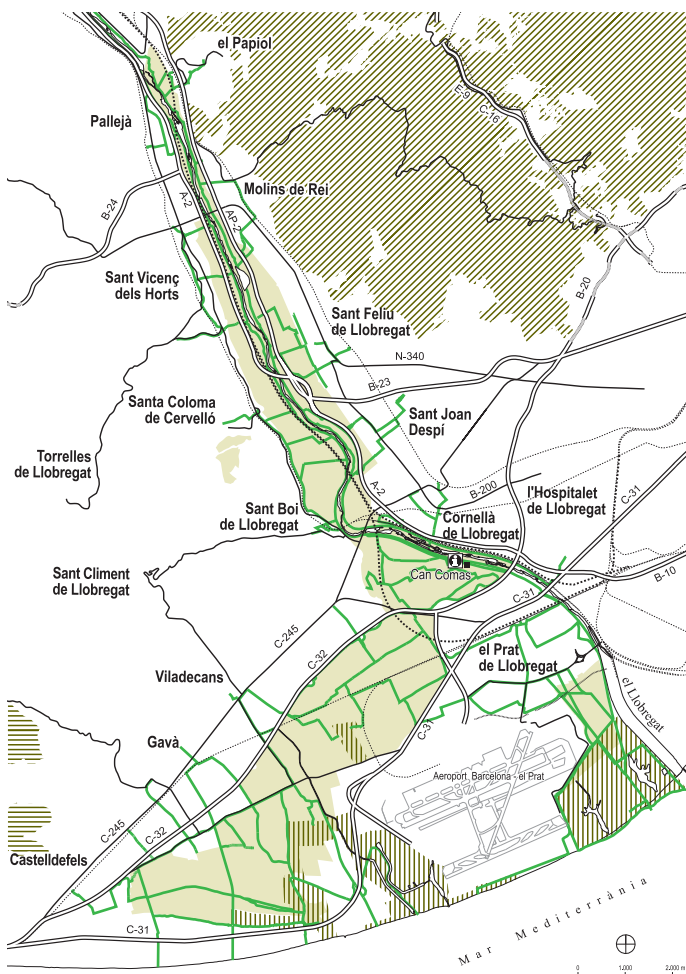 el Papiol
E-9
C-16
Pallejà
Molins de Rei
B-24
A-2
AP-2
B-20
Sant Vicenç
dels Horts
Sant Feliu
de Llobregat
N-340
B-23
Santa Coloma
de Cervelló
Sant Joan
Despí
Torrelles
de Llobregat
A-2
B-200
l'Hospitalet
de Llobregat
C-31
Sant Boi
de Llobregat
Cornellà
de Llobregat
Sant Climent
de Llobregat
Can Comas
B-10
C-31
C-245
C-32
el Prat
de Llobregat
Viladecans
el Llobregat
Gavà
C-31
Aeroport Barcelona - el Prat
C-245
C-32
Castelldefels
C-31
Mar Mediterrània
0 1.000 2.000 m